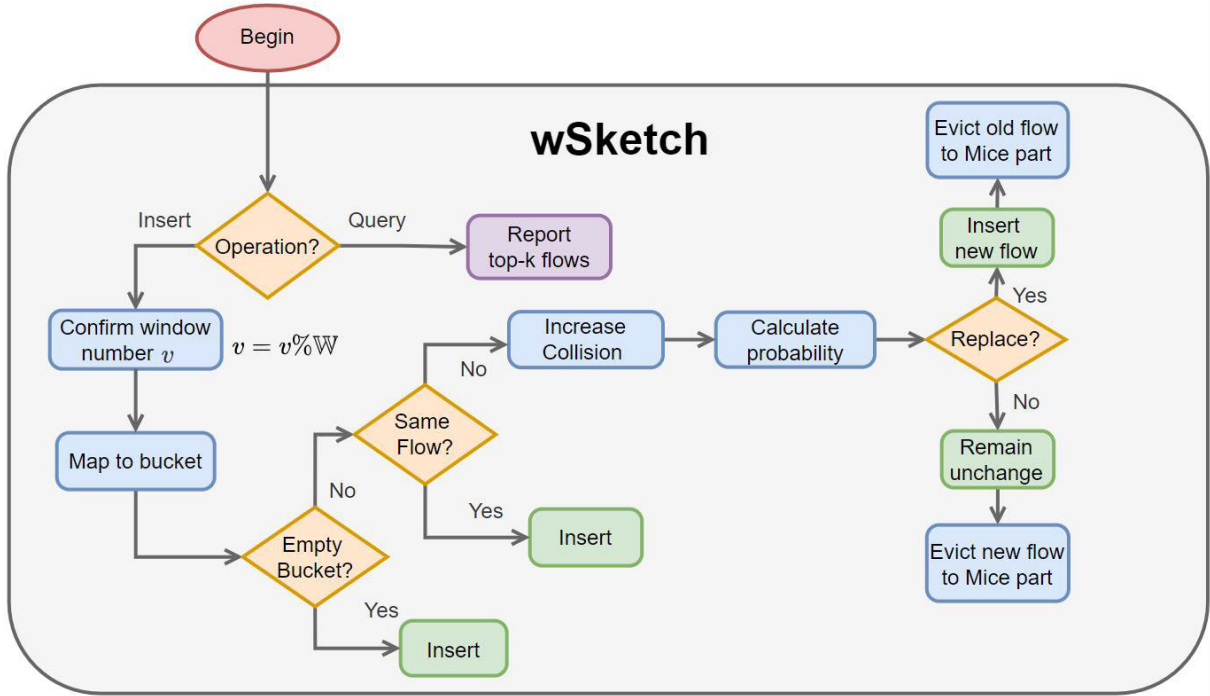 Begin
wSketch
Operation?
Insert
Query
Report
top-k flows
Confirm window
number v
v = v%𝕎
Map to bucket
Empty
Bucket?
Yes
Insert
No
Same
Flow?
Yes
Insert
No
Increase
Collision
Calculate
probability
Replace?
Yes
Insert
new flow
Evict old flow
to Mice part
No
Remain
unchange
Evict new flow
to Mice part